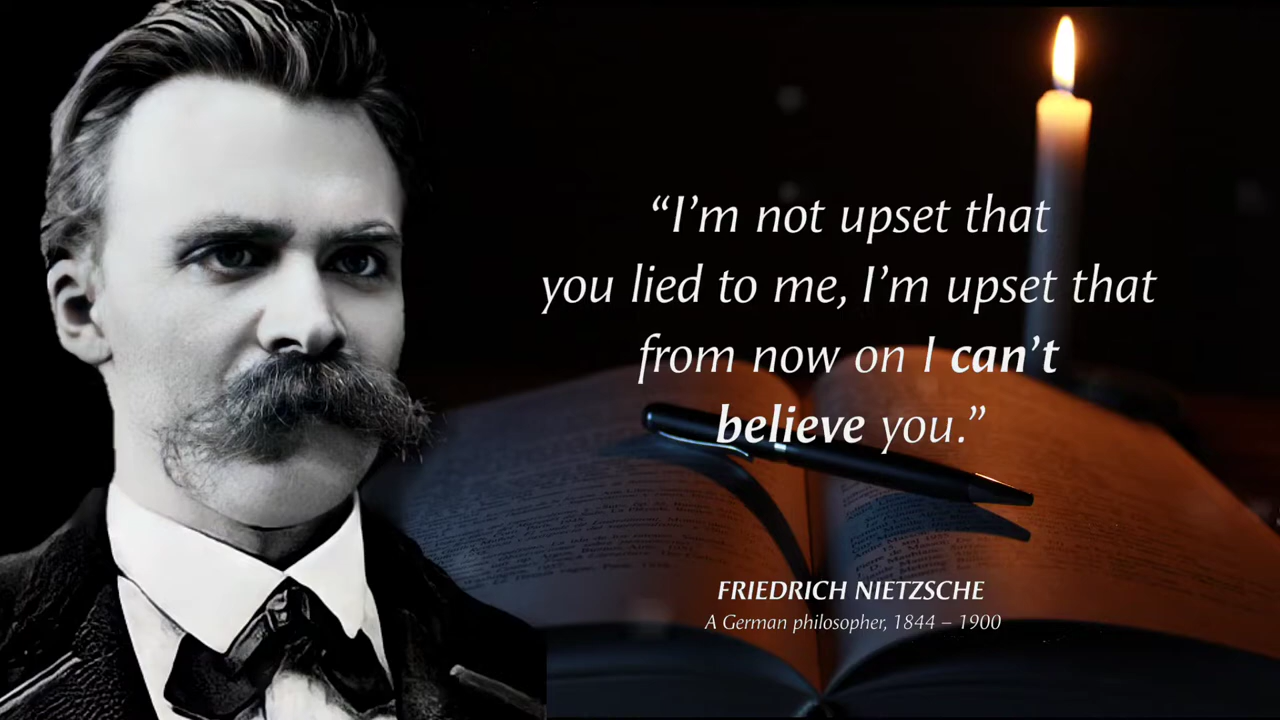 “I’m not upset that
you lied to me, I’m upset that
from now on I can’t
believe you.”
FRIEDRICH NIETZSCHE
A German philosopher, 1844 – 1900